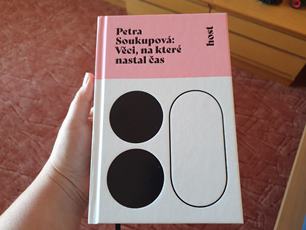 Petra
Soukupová:
Věci, na které
nastal čas
host